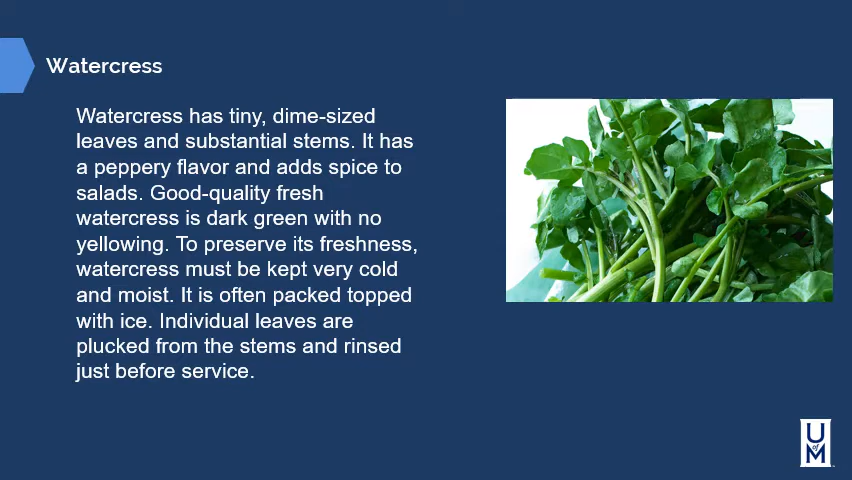 Watercress
Watercress has tiny, dime-sized
leaves and substantial stems. It has
a peppery flavor and adds spice to
salads. Good-quality fresh
watercress is dark green with no
yellowing. To preserve its freshness,
watercress must be kept very cold
and moist. It is often packed topped
with ice. Individual leaves are
plucked from the stems and rinsed
just before service.
U
of
M